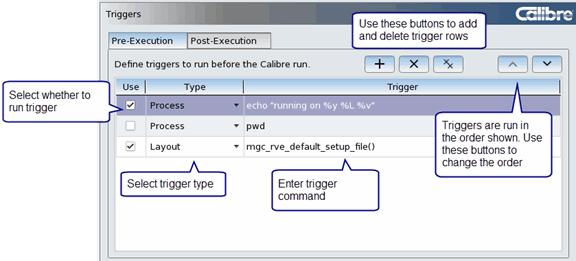 Triggers
Calibre
Use these buttons to add
and delete trigger rows
Pre-Execution
Post-Execution
Define triggers to run before the Calibre run.
Select whether to
run trigger
Use
Type
Trigger
Process
echo "running on %y %L %v"
Process
pwd
Layout
mgc_rve_default_setup_file()
Triggers are run in
the order shown. Use
these buttons to
change the order
Select trigger type
Enter trigger
command